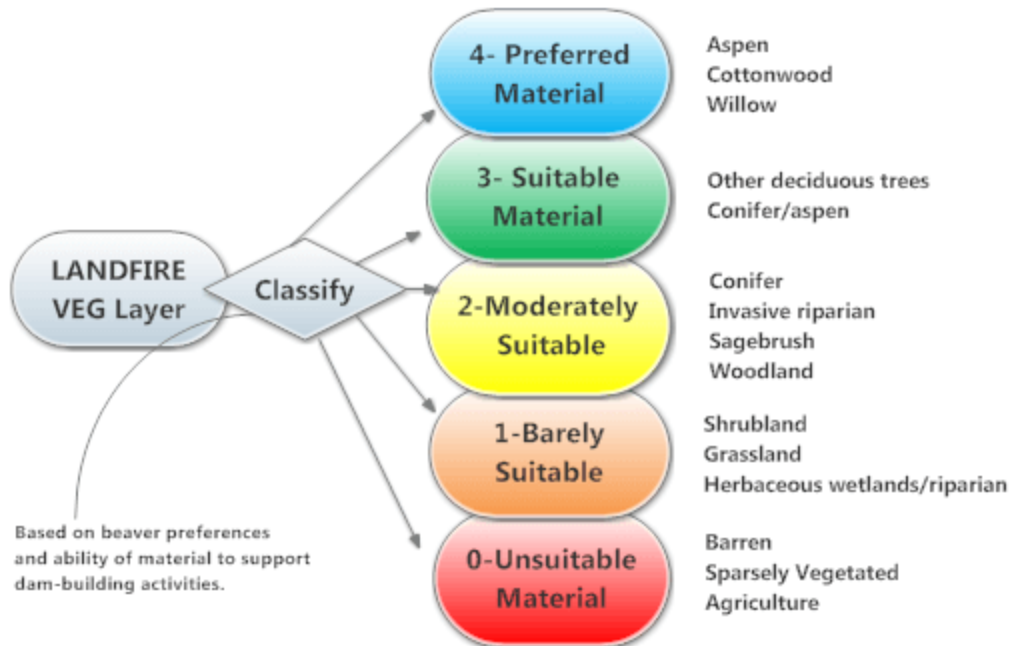 4- Preferred
Material
Aspen
Cottonwood
Willow
3- Suitable
Material
Other deciduous trees
Conifer/aspen
LANDFIRE
VEG Layer
Classify
2-Moderately
Suitable
Conifer
Invasive riparian
Sagebrush
Woodland
1-Barely
Suitable
Shrubland
Grassland
Herbaceous wetlands/riparian
Based on beaver preferences
and ability of material to support
dam-building activities.
0-Unsuitable
Material
Barren
Sparsely Vegetated
Agriculture